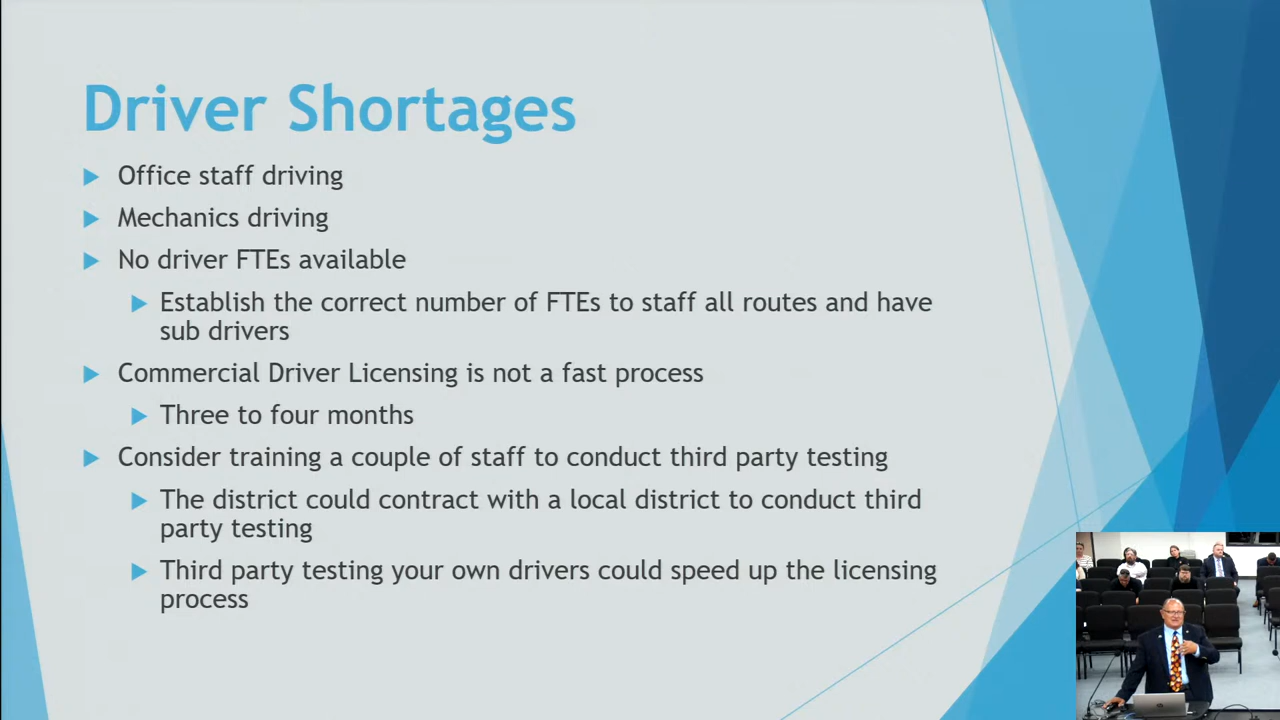 Driver Shortages
Office staff driving
Mechanics driving
No driver FTEs available
Establish the correct number of FTEs to staff all routes and have
sub drivers
Commercial Driver Licensing is not a fast process
Three to four months
Consider training a couple of staff to conduct third party testing
The district could contract with a local district to conduct third
party testing
Third party testing your own drivers could speed up the licensing
process